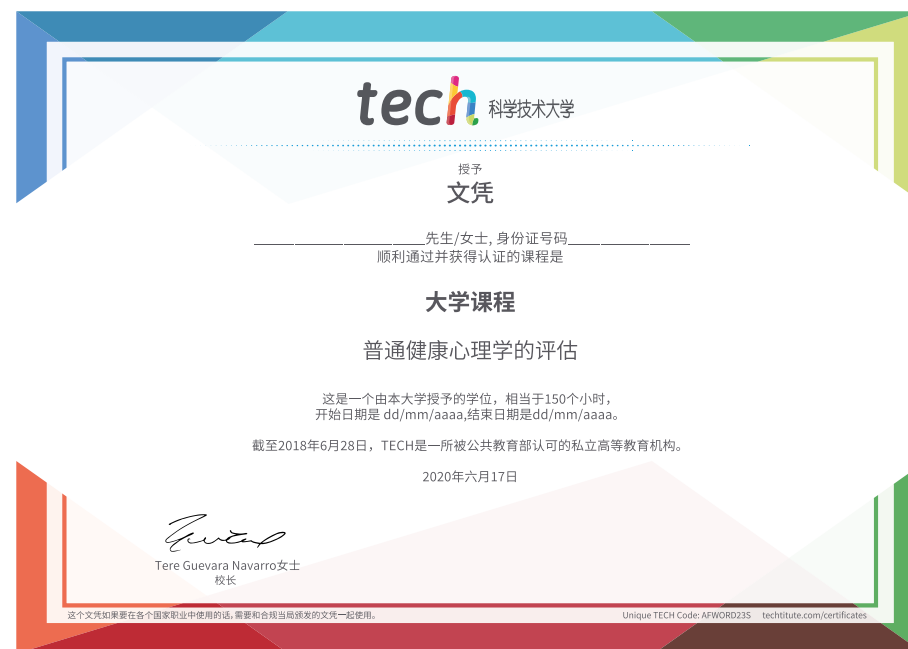 tech 科学技术大学
授予
文凭
先生/女士, 身份证号码
顺利通过并获得认证的课程是
大学课程
普通健康心理学的评估
这是一个由本大学授予的学位，相当于150个小时，
开始日期是 dd/mm/aaaa,结束日期是dd/mm/aaaa。
截至2018年6月28日，TECH是一所被公共教育部认可的私立高等教育机构。
2020年六月17日
Tere Guevara Navarro女士
校长
这个文凭如果要在各个国家职业中使用的话,需要和合规当局颁发的文凭一起使用。
Unique TECH Code: AFWORD23S techtitute.com/certificates